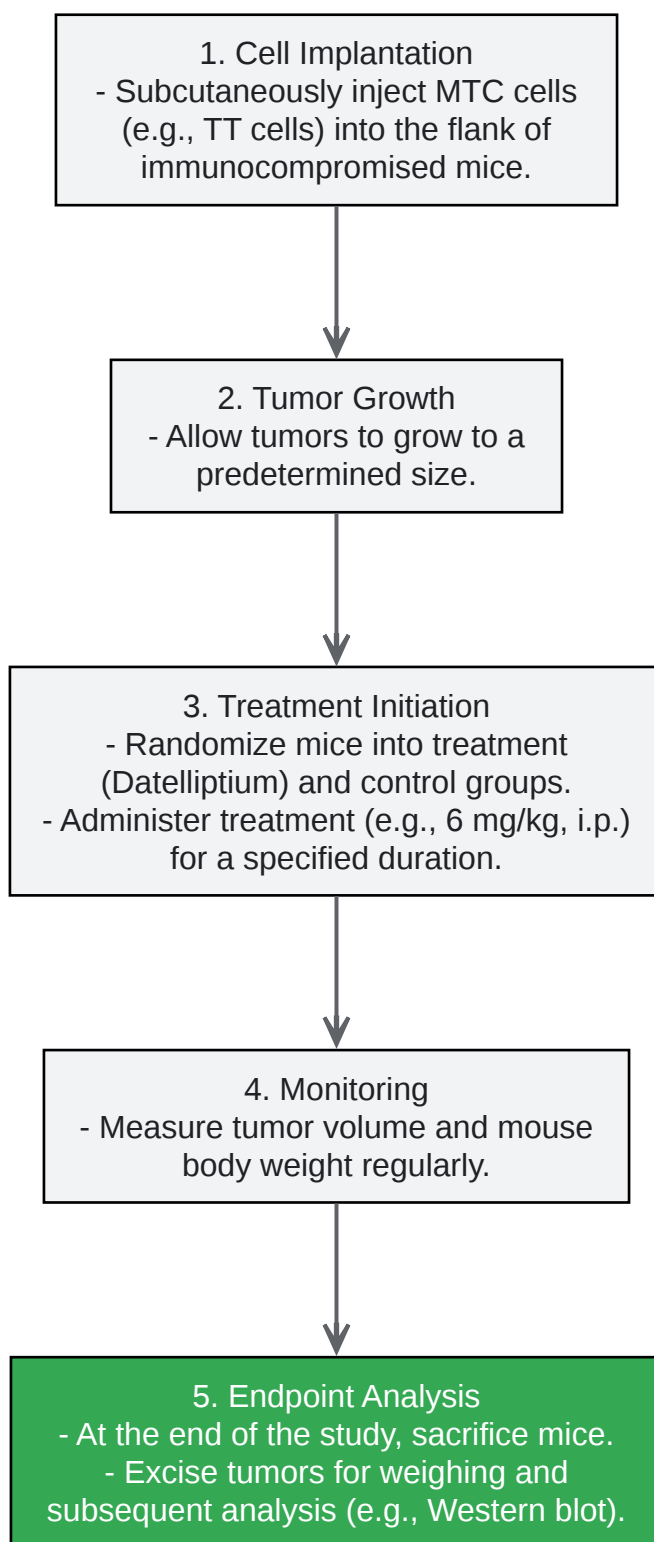 1. Cell Implantation
- Subcutaneously inject MTC cells
(e.g., TT cells) into the flank of
immunocompromised mice.
2. Tumor Growth
- Allow tumors to grow to a
predetermined size.
3. Treatment Initiation
- Randomize mice into treatment
(Datelliptium) and control groups.
- Administer treatment (e.g., 6 mg/kg, i.p.)
for a specified duration.
4. Monitoring
- Measure tumor volume and mouse
body weight regularly.
5. Endpoint Analysis
- At the end of the study, sacrifice mice.
- Excise tumors for weighing and
subsequent analysis (e.g., Western blot).